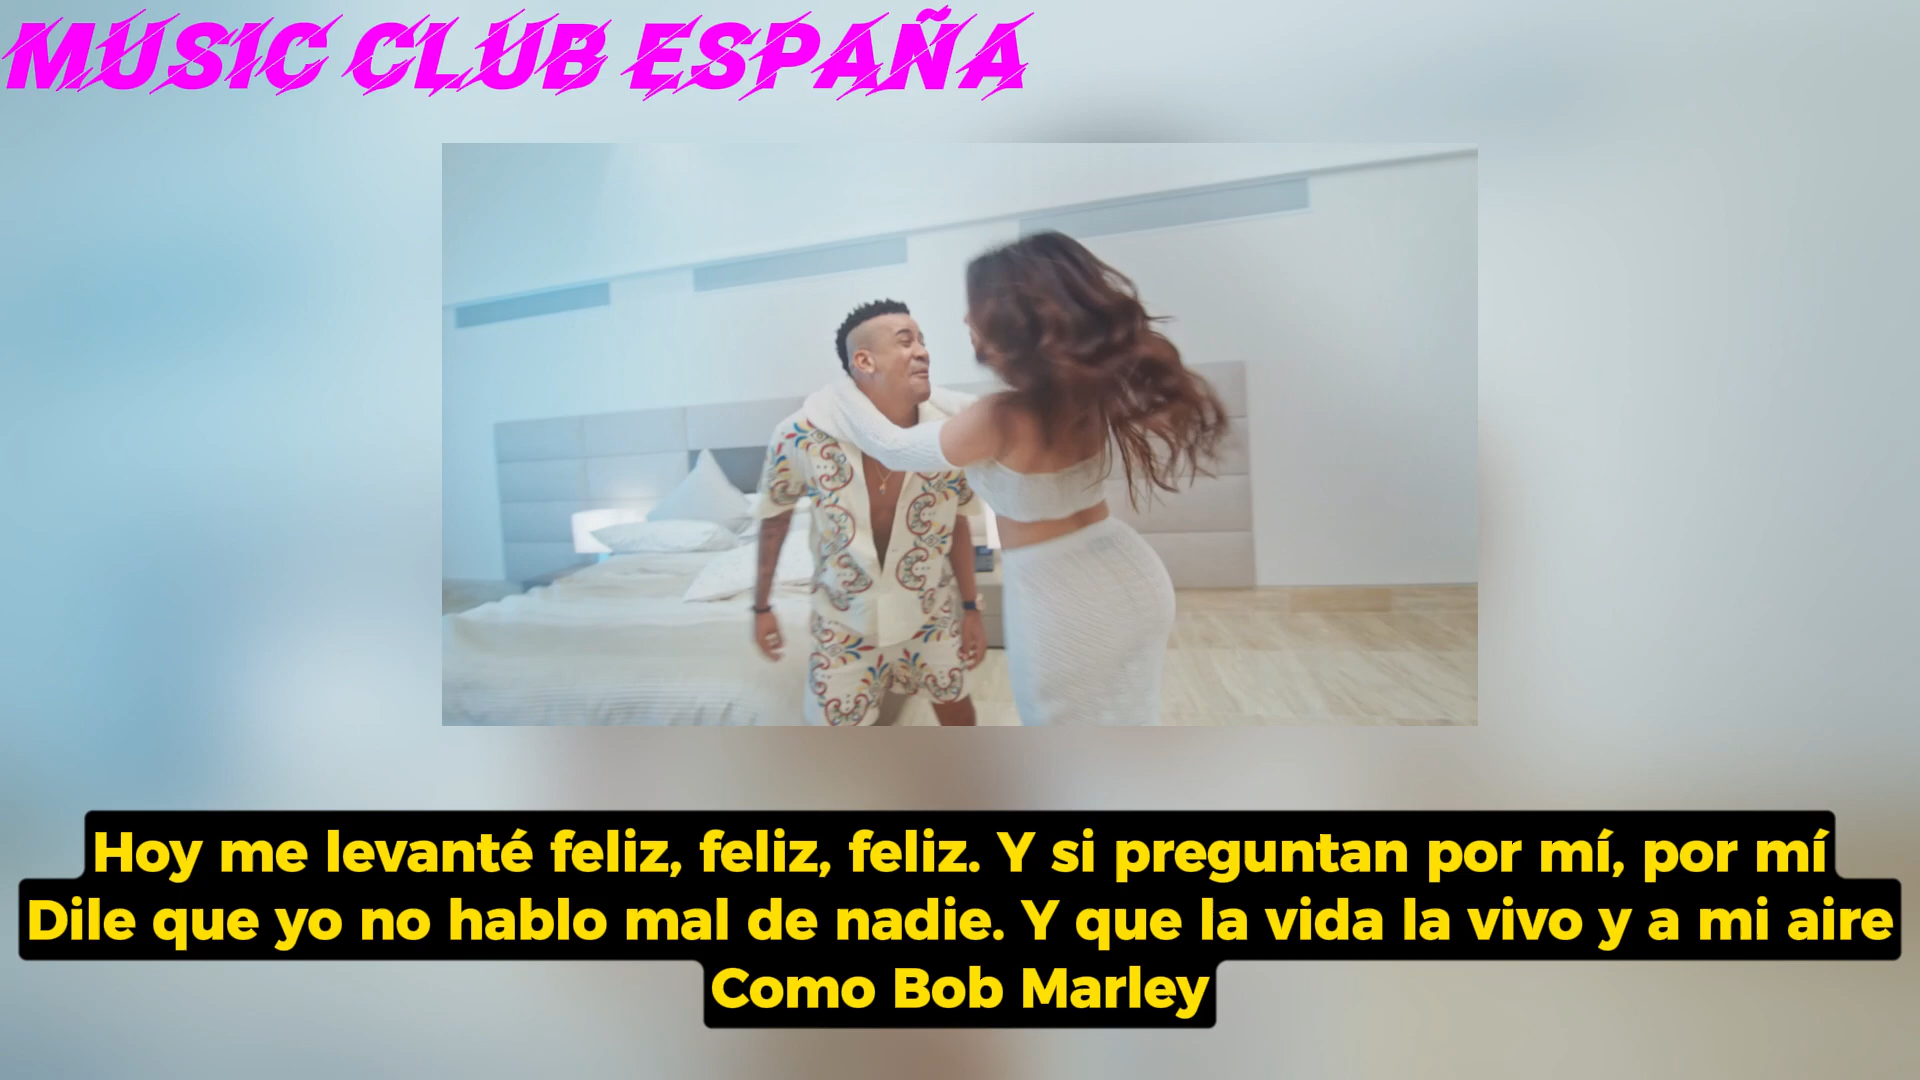 MUSIC CLUB ESPAÑA
Hoy me levanté feliz, feliz, feliz. Y si preguntan por mí, por mí
Dile que yo no hablo mal de nadie. Y que la vida la vivo y a mi aire
Como Bob Marley